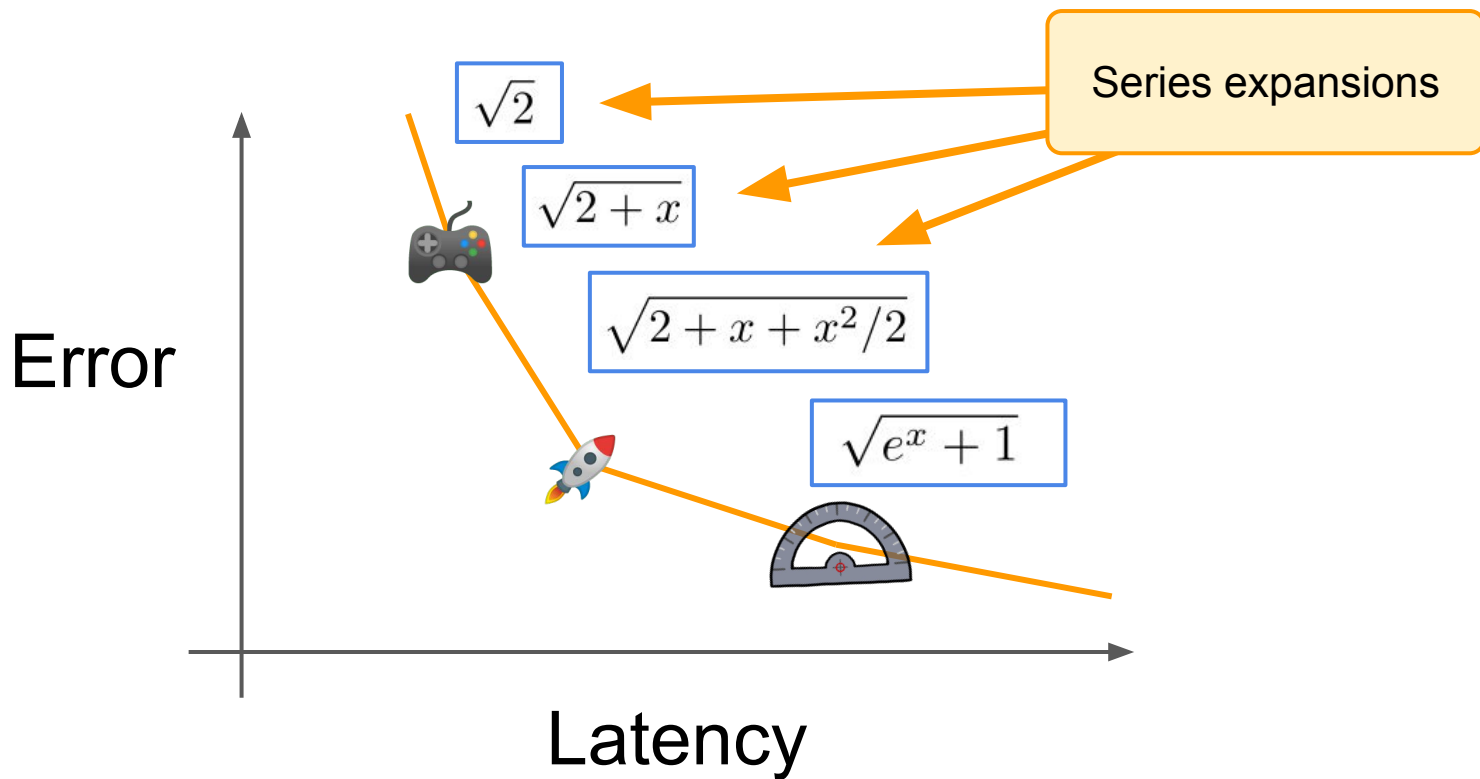 Series expansions
√2
√(2 + x)
√(2 + x + x²/2)
√(eˣ + 1)
Error
Latency